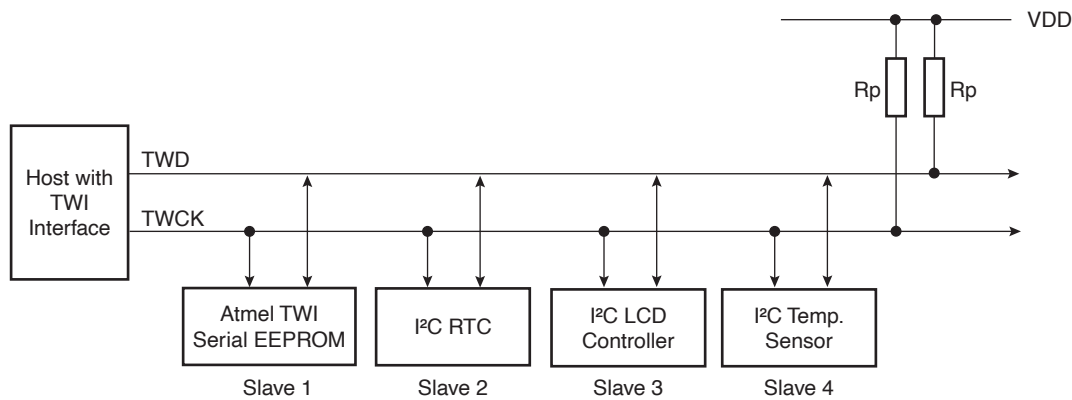 VDD
Rp
Rp
Host with
TWI
Interface
TWD
TWCK
Atmel TWI
Serial EEPROM
I²C RTC
I²C LCD
Controller
I²C Temp.
Sensor
Slave 1
Slave 2
Slave 3
Slave 4